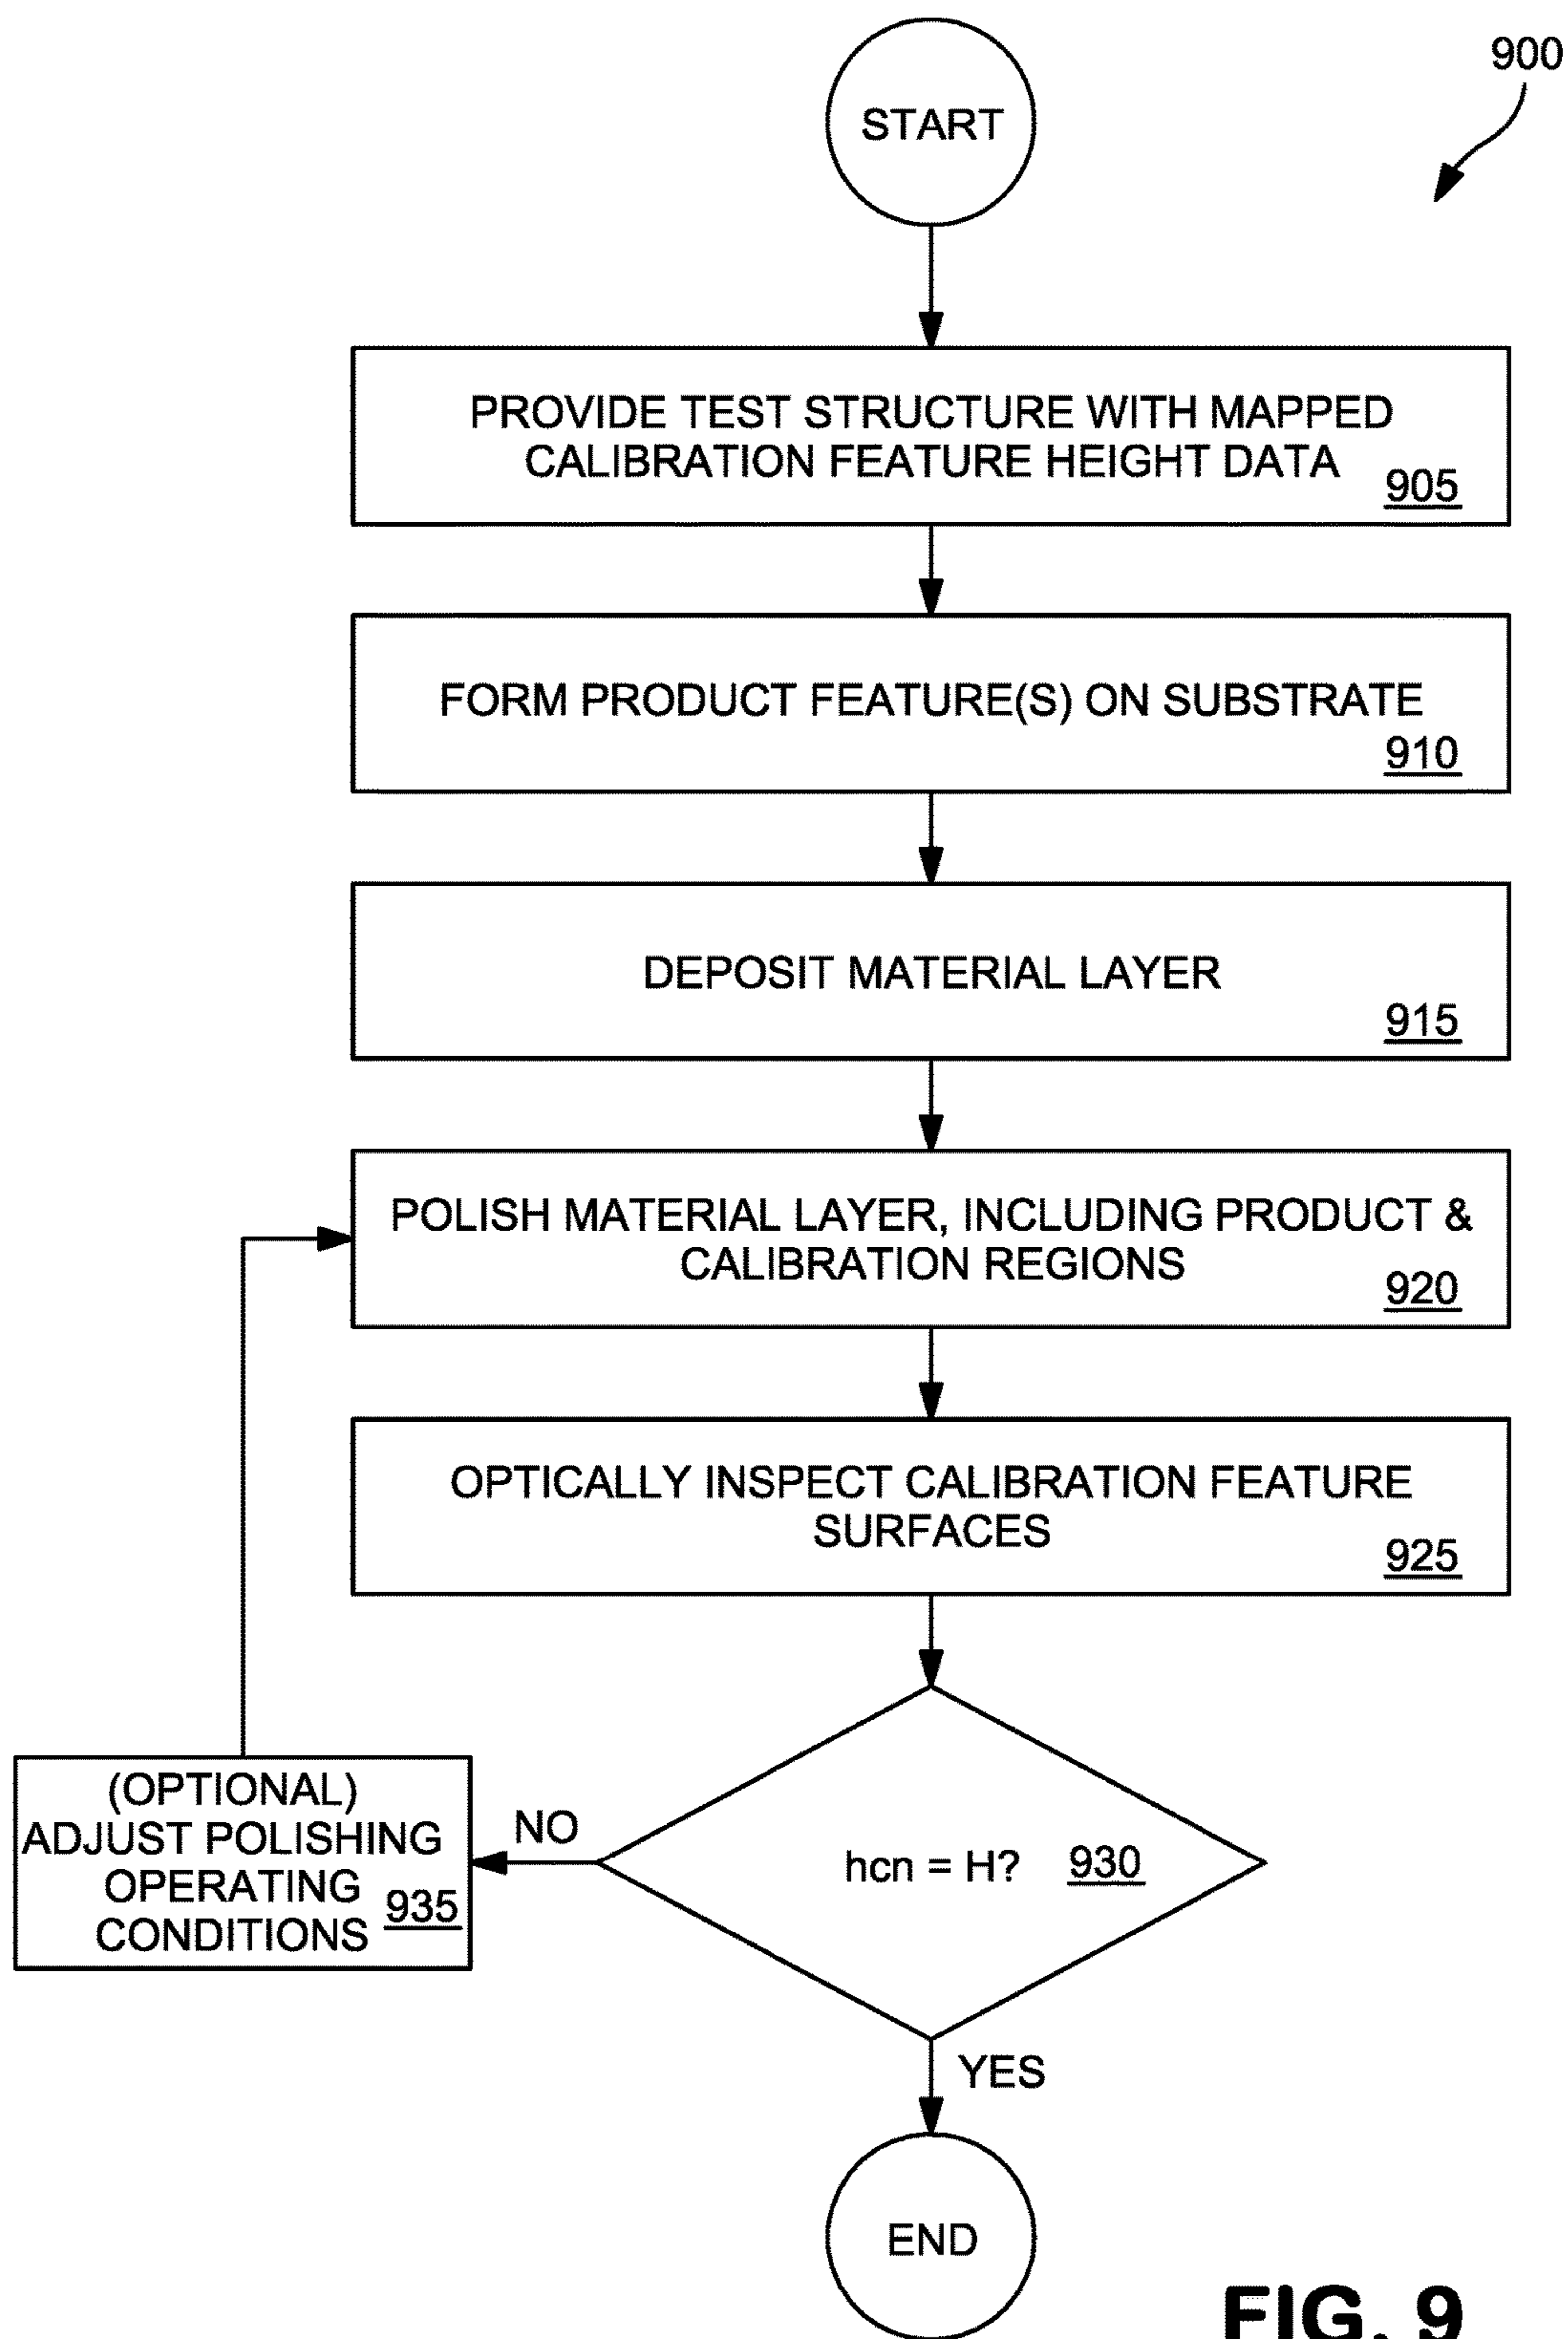 900
START
PROVIDE TEST STRUCTURE WITH MAPPED
CALIBRATION FEATURE HEIGHT DATA
905
FORM PRODUCT FEATURE(S) ON SUBSTRATE
910
DEPOSIT MATERIAL LAYER
915
POLISH MATERIAL LAYER, INCLUDING PRODUCT &
CALIBRATION REGIONS
920
OPTICALLY INSPECT CALIBRATION FEATURE
SURFACES
925
(OPTIONAL)
ADJUST POLISHING
OPERATING
CONDITIONS 935
NO
hcn = H? 930
YES
END
FIG. 9